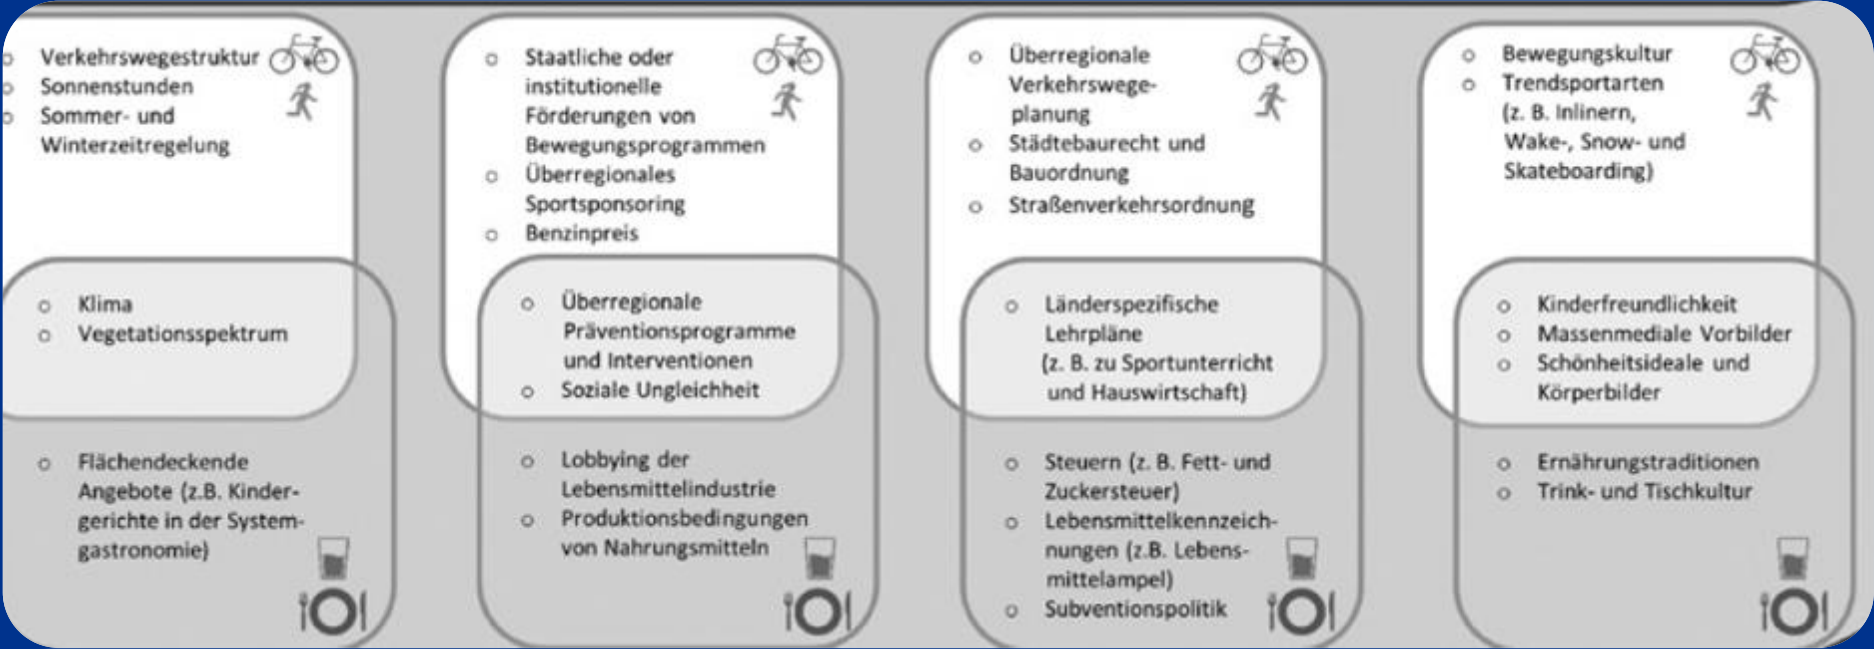 Verkehrswegestruktur
Sonnenstunden
Sommer- und
Winterzeitregelung
Klima
Vegetationsspektrum
Flächendeckende
Angebote (z.B. Kinder-
gerichte in der System-
gastronomie)
Staatliche oder
institutionelle
Förderungen von
Bewegungsprogrammen
Überregionales
Sportsponsoring
Benzinpreis
Überregionale
Präventionsprogramme
und Interventionen
Soziale Ungleichheit
Lobbying der
Lebensmittelindustrie
Produktionsbedingungen
von Nahrungsmitteln
Überregionale
Verkehrswege-
planung
Städtebaurecht und
Bauordnung
Straßenverkehrsordnung
Länderspezifische
Lehrpläne
(z. B. zu Sportunterricht
und Hauswirtschaft)
Steuern (z. B. Fett- und
Zuckersteuer)
Lebensmittelkennzeich-
nungen (z.B. Lebens-
mittelampel)
Subventionspolitik
Bewegungskultur
Trendsportarten
(z. B. Inlinern,
Wake-, Snow- und
Skateboarding)
Kinderfreundlichkeit
Massenmediale Vorbilder
Schönheitsideale und
Körperbilder
Ernährungstraditionen
Trink- und Tischkultur